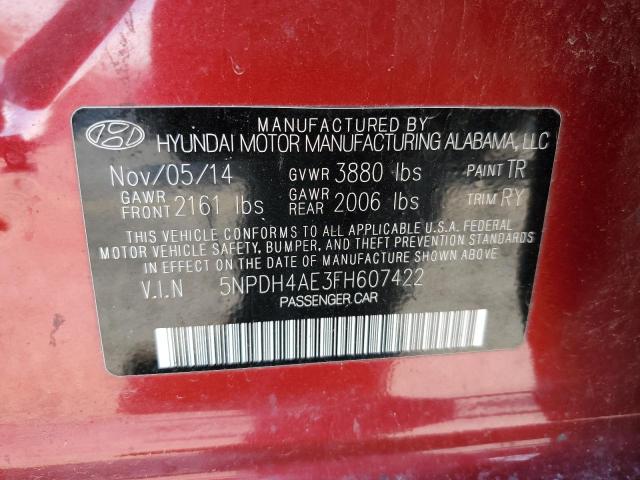 MANUFACTURED BY
HYUNDAI MOTOR MANUFACTURING ALABAMA, LLC
Nov/05/14 GVWR 3880 lbs PAINT TR
GAWR FRONT 2161 lbs GAWR REAR 2006 lbs TRIM RY
THIS VEHICLE CONFORMS TO ALL APPLICABLE U.S.A. FEDERAL
MOTOR VEHICLE SAFETY, BUMPER, AND THEFT PREVENTION STANDARDS
IN EFFECT ON THE DATE OF MANUFACTURE SHOWN ABOVE.
V.I.N 5NPDH4AE3FH607422
PASSENGER CAR